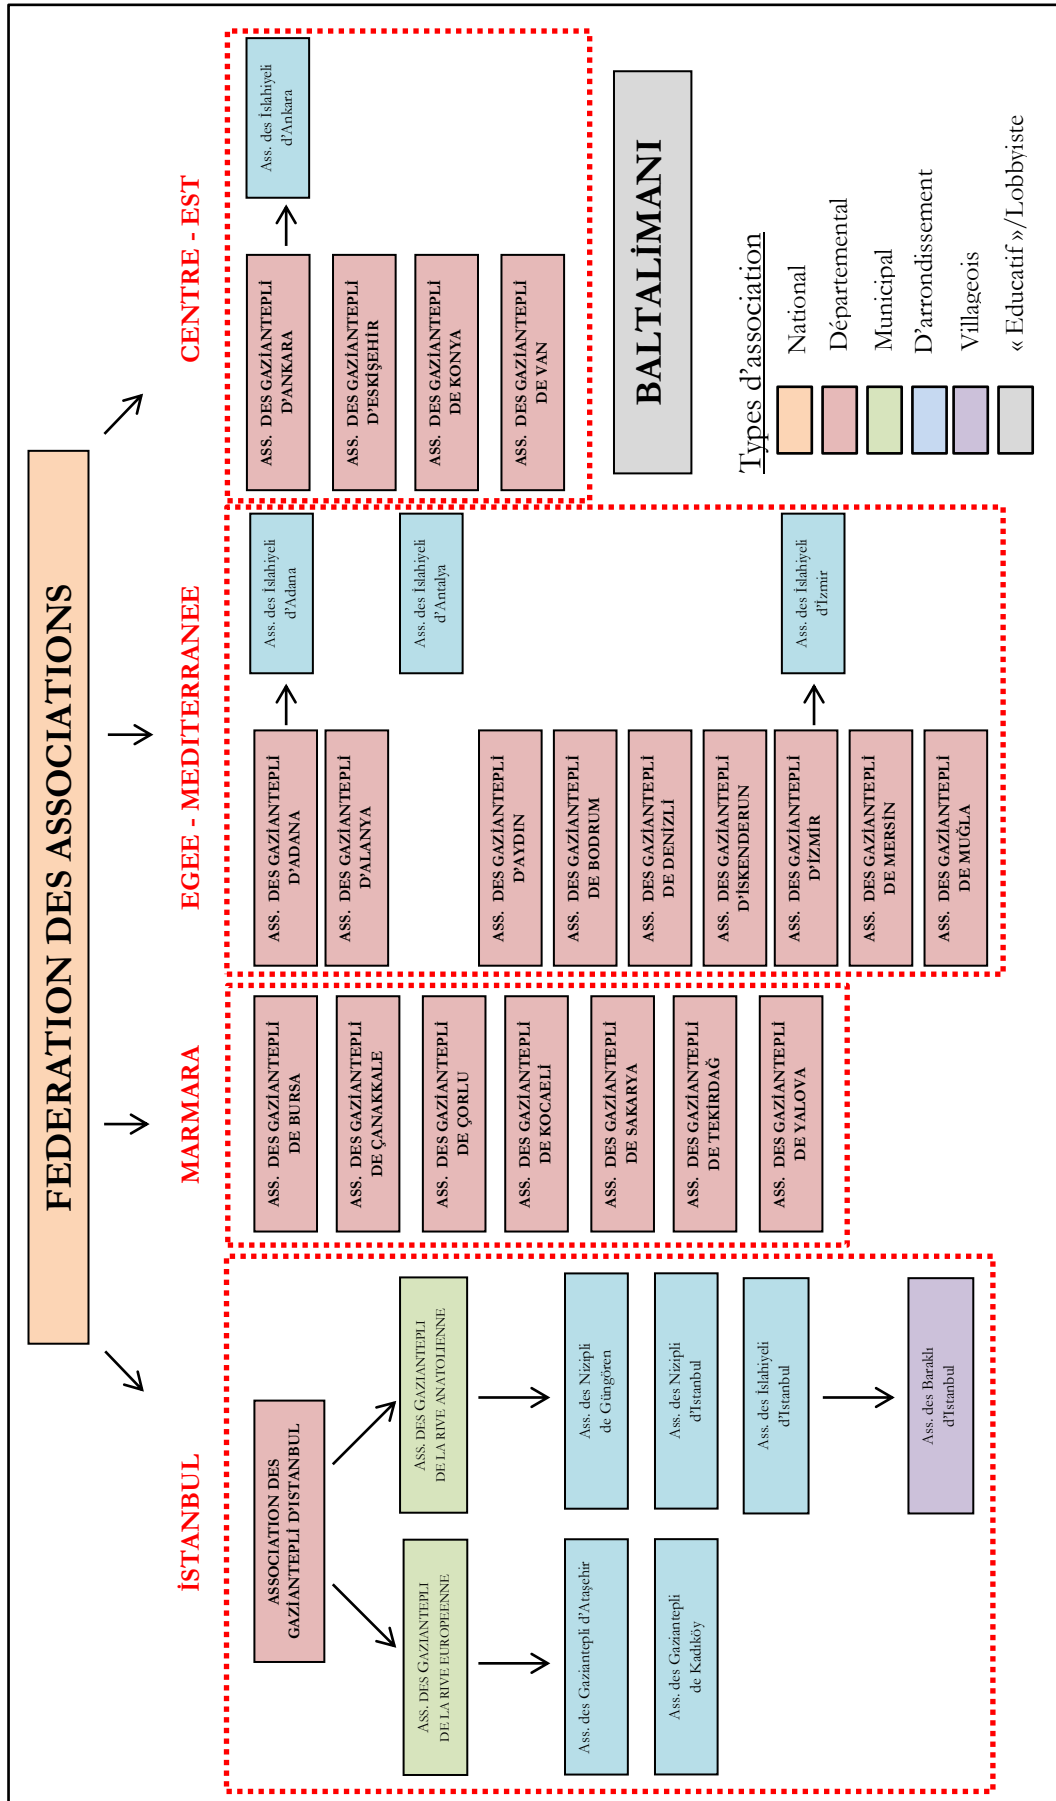 FEDERATION DES ASSOCIATIONS
İSTANBUL
ASSOCIATION DES
GAZİANTEPLİ D'ISTANBUL
ASS. DES GAZIANTEPLI
DE LA RIVE EUROPEENNE
ASS. DES GAZIANTEPLI
DE LA RIVE ANATOLIENNE
Ass. des Gaziantepli d'Ataşehir
Ass. des Gaziantepli
de Kadıköy
Ass. des Nizipli
de Güngören
Ass. des Nizipli
d'Istanbul
Ass. des İslahiyeli
d'Istanbul
Ass. des Baraklı
d'Istanbul
MARMARA
ASS. DES GAZİANTEPLİ
DE BURSA
ASS. DES GAZİANTEPLİ
DE ÇANAKKALE
ASS. DES GAZİANTEPLİ
DE ÇORLU
ASS. DES GAZİANTEPLİ
DE KOCAELİ
ASS. DES GAZİANTEPLİ
DE SAKARYA
ASS. DES GAZİANTEPLİ
DE TEKİRDAĞ
ASS. DES GAZİANTEPLİ
DE YALOVA
EGEE - MEDITERRANEE
ASS. DES GAZİANTEPLİ
D'ADANA
Ass. des İslahiyeli
d'Adana
ASS. DES GAZİANTEPLİ
D'ALANYA
Ass. des İslahiyeli
d'Antalya
ASS. DES GAZİANTEPLİ
D'AYDIN
ASS. DES GAZİANTEPLİ
DE BODRUM
ASS. DES GAZİANTEPLİ
DE DENİZLİ
ASS. DES GAZİANTEPLİ
D'İSKENDERUN
ASS. DES GAZİANTEPLİ
D'İZMİR
Ass. des İslahiyeli
d'İzmir
ASS. DES GAZİANTEPLİ
DE MERSİN
ASS. DES GAZİANTEPLİ
DE MUĞLA
CENTRE - EST
ASS. DES GAZİANTEPLİ
D'ANKARA
Ass. des İslahiyeli
d'Ankara
ASS. DES GAZİANTEPLİ
D'ESKİŞEHİR
ASS. DES GAZİANTEPLİ
DE KONYA
ASS. DES GAZİANTEPLİ
DE VAN
BALTALİMANI
Types d'association
National
Départemental
Municipal
D'arrondissement
Villageois
« Educatif »/Lobbyiste